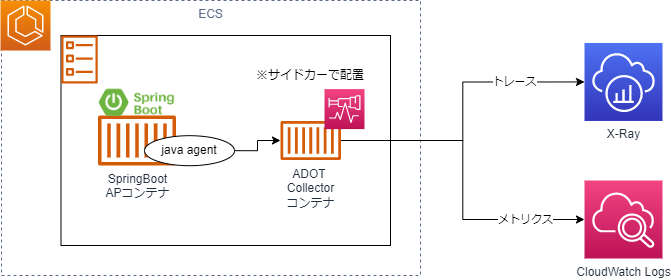 ECS
※サイドカーで配置
spring
Boot
java agent
SpringBoot
APコンテナ
ADOT
Collector
コンテナ
トレース
X-Ray
メトリクス
CloudWatch Logs